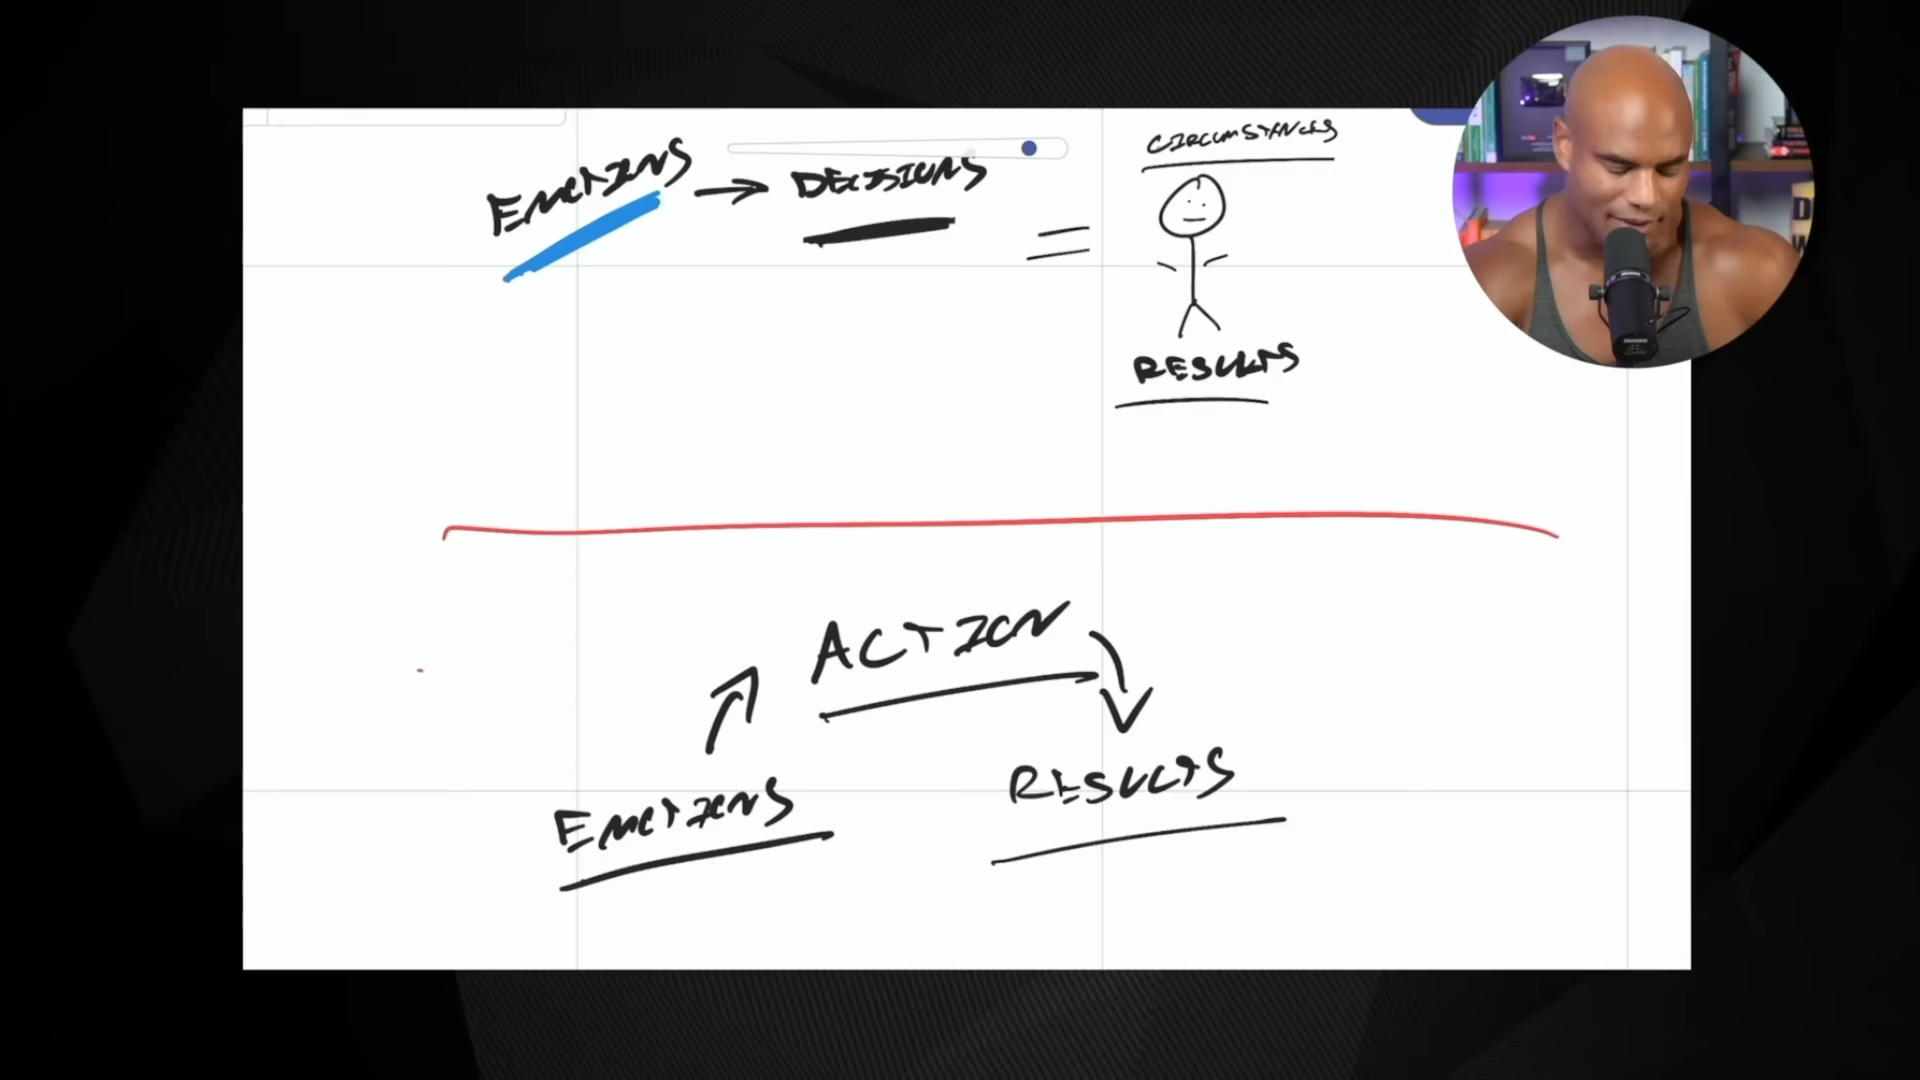 CIRCUMSTANCES
EMOTIONS → DECISIONS =
RESULTS
ACTION
EMOTIONS
RESULTS